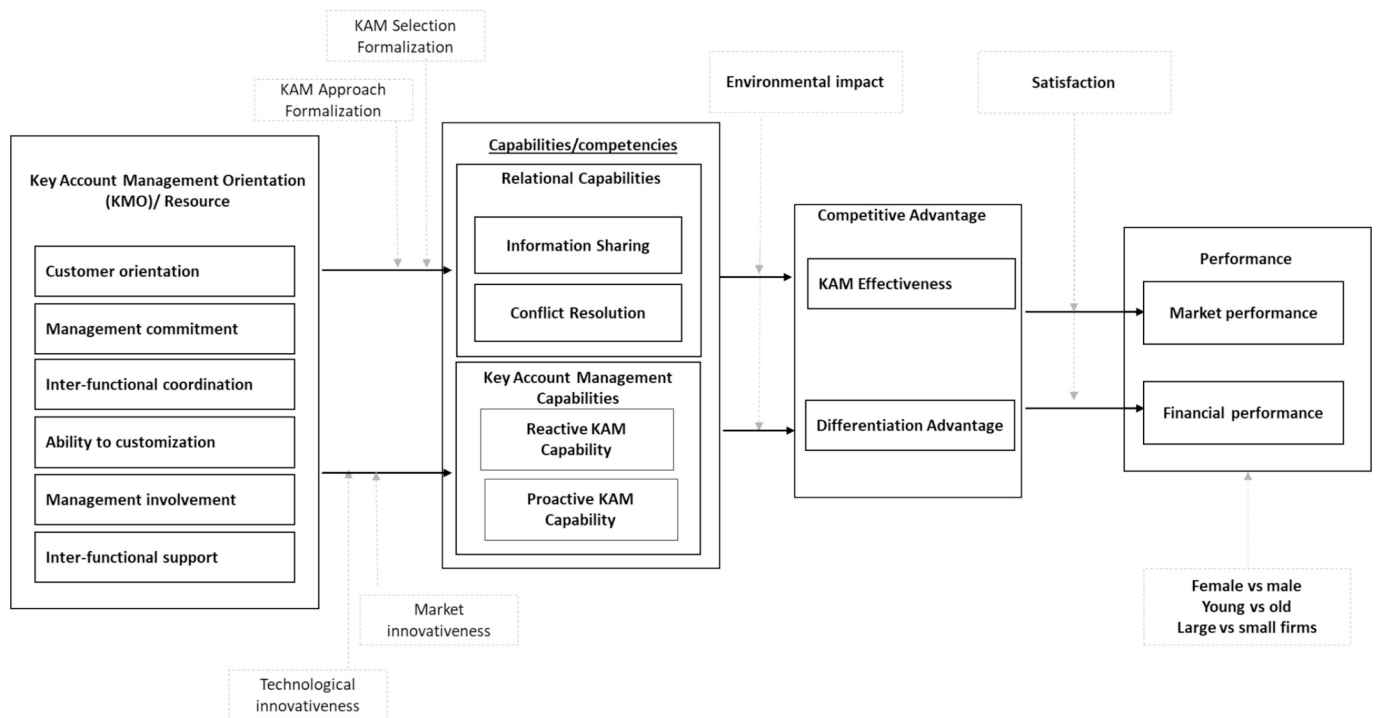 KAM Selection
Formalization
KAM Approach
Formalization
Environmental impact
Satisfaction
Key Account Management Orientation
(KMO)/ Resource
Customer orientation
Management commitment
Inter-functional coordination
Ability to customization
Management involvement
Inter-functional support
Capabilities/competencies
Relational Capabilities
Information Sharing
Conflict Resolution
Key Account Management
Capabilities
Reactive KAM
Capability
Proactive KAM
Capability
Competitive Advantage
KAM Effectiveness
Differentiation Advantage
Performance
Market performance
Financial performance
Market
innovativeness
Technological
innovativeness
Female vs male
Young vs old
Large vs small firms